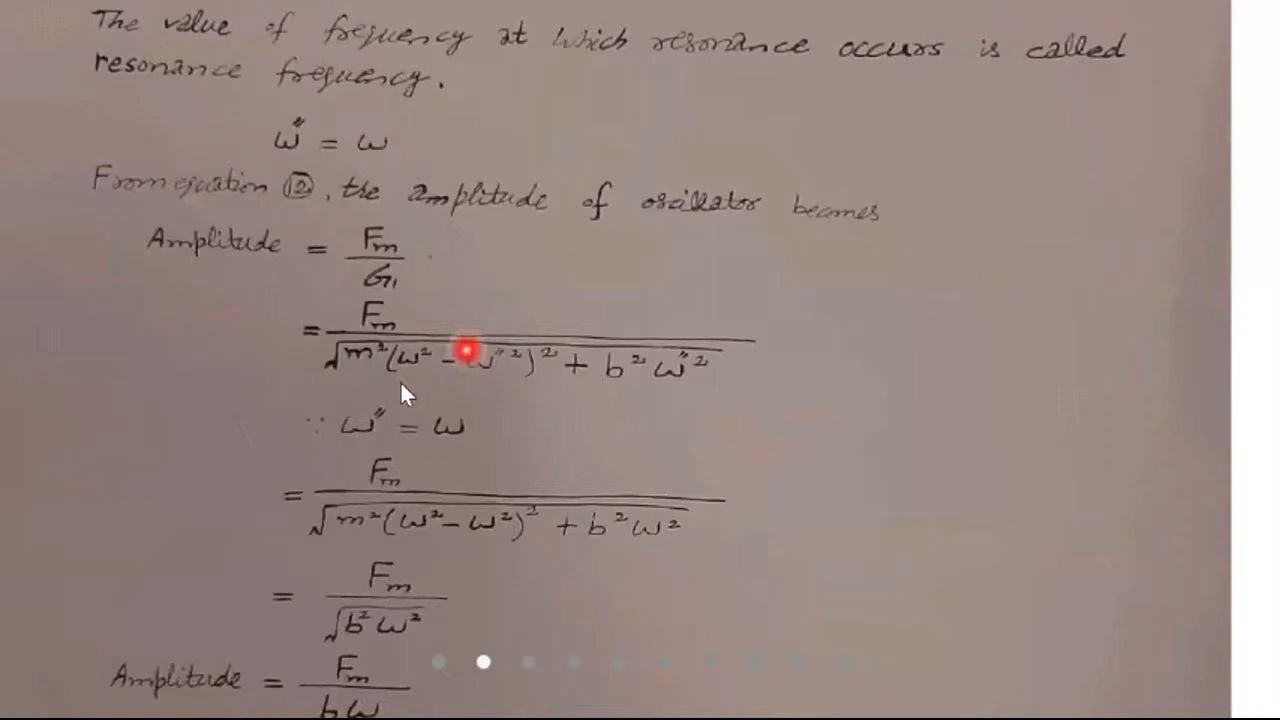 The value of frequency at which resonance occurs is called
resonance frequency.
ω″ = ω
From equation ⑫, the amplitude of oscillator becomes
Amplitude = Fm / G₁
= Fm / √m²(ω² - ω″²)² + b²ω″²
∵ ω″ = ω
= Fm / √m²(ω² - ω²)² + b²ω²
= Fm / √b²ω²
Amplitude = Fm / bω